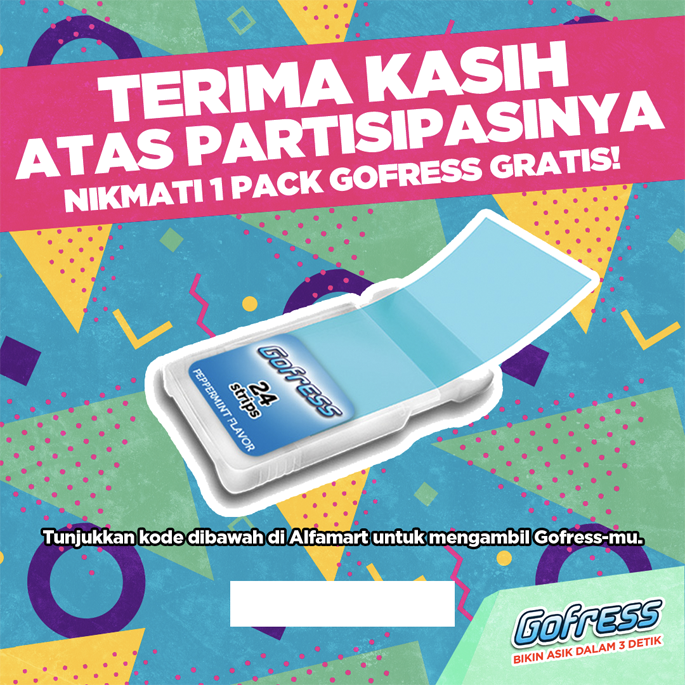 TERIMA KASIH
ATAS PARTISIPASINYA
NIKMATI 1 PACK GOFRESS GRATIS!
Gofress
24
strips
PEPPERMINT FLAVOR
Tunjukkan kode dibawah di Alfamart untuk mengambil Gofress-mu.
Gofress
BIKIN ASIK DALAM 3 DETIK